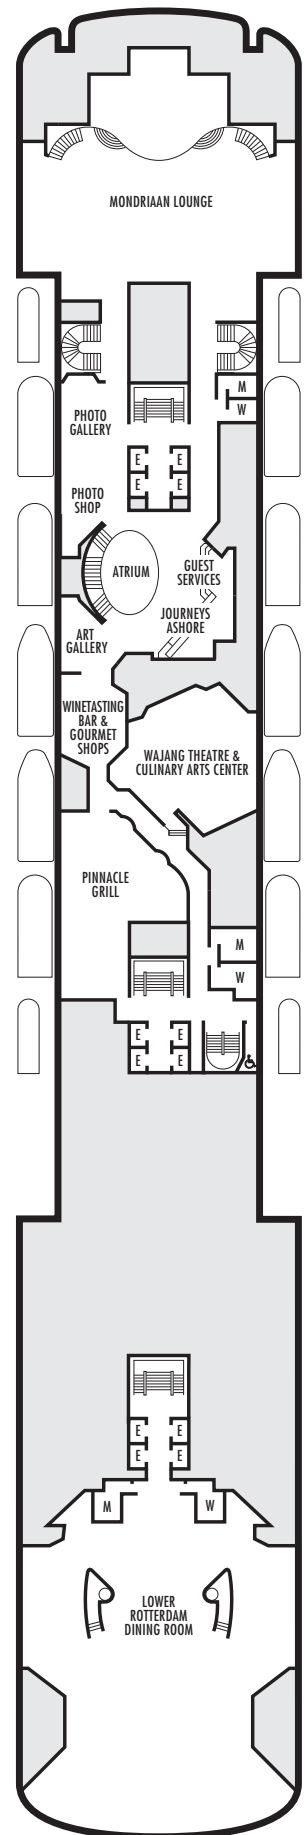 MONDRIAAN LOUNGE
M
W
PHOTO
GALLERY
E E
E E
PHOTO
SHOP
ATRIUM
GUEST
SERVICES
JOURNEYS
ASHORE
ART
GALLERY
WINETASTING
BAR &
GOURMET
SHOPS
WAJANG THEATRE &
CULINARY ARTS CENTER
PINNACLE
GRILL
M
W
E E
E E
E E
E E
M W
LOWER
ROTTERDAM
DINING ROOM